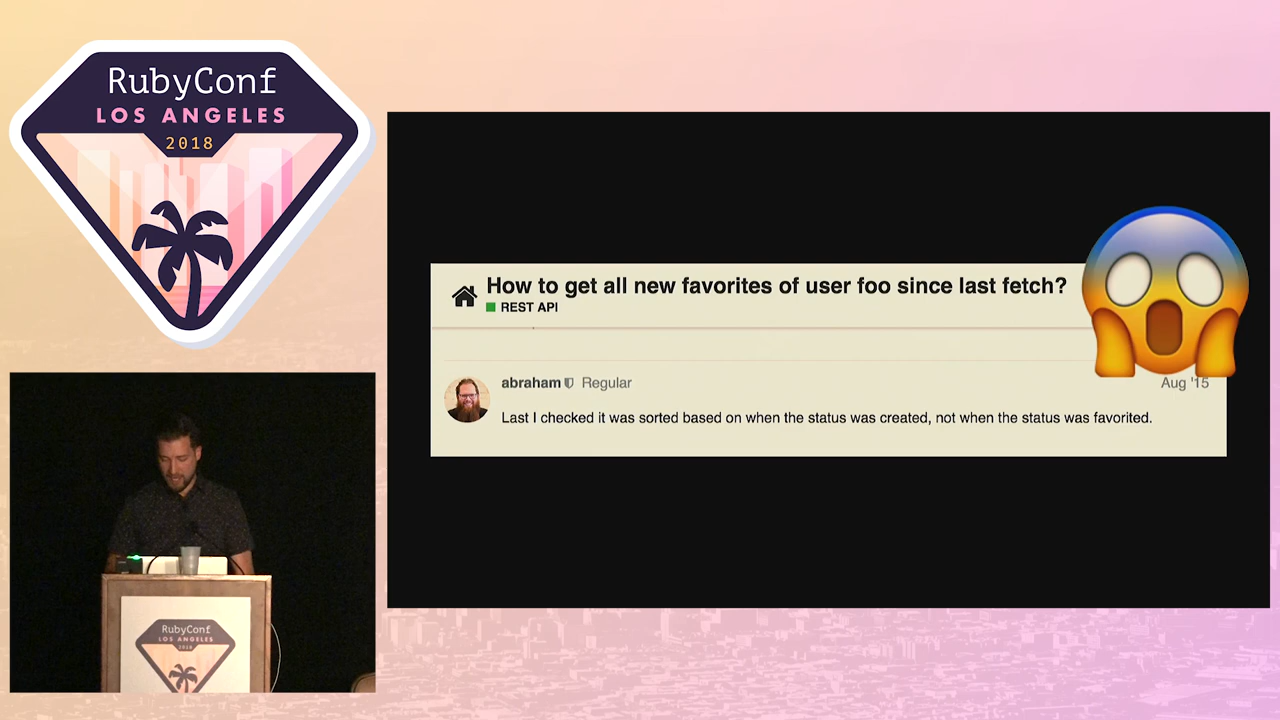 RubyConf
LOS ANGELES
2018
How to get all new favorites of user foo since last fetch?
REST API
abraham Regular
Aug '15
Last I checked it was sorted based on when the status was created, not when the status was favorited.
RubyConf
LOS ANGELES
2018